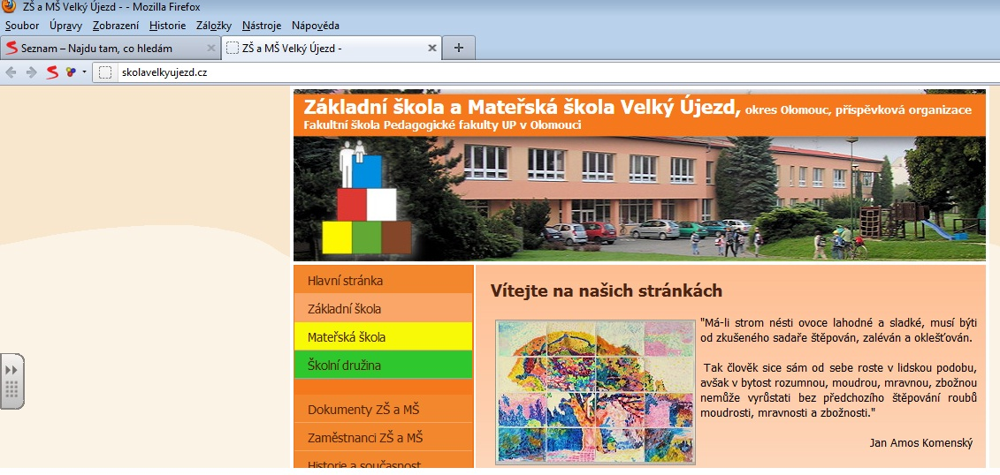 ZŠ a MŠ Velký Újezd - - Mozilla Firefox
Soubor Úpravy Zobrazení Historie Záložky Nástroje Nápověda
Seznam – Najdu tam, co hledám
ZŠ a MŠ Velký Újezd -
skolavelkyujezd.cz
Základní škola a Mateřská škola Velký Újezd, okres Olomouc, příspěvková organizace
Fakultní škola Pedagogické fakulty UP v Olomouci
Hlavní stránka
Základní škola
Mateřská škola
Školní družina
Dokumenty ZŠ a MŠ
Zaměstnanci ZŠ a MŠ
Historie a současnost
Vítejte na našich stránkách
"Má-li strom nésti ovoce lahodné a sladké, musí býti
od zkušeného sadaře štěpován, zaléván a oklešťován.
Tak člověk sice sám od sebe roste v lidskou podobu,
avšak v bytost rozumnou, moudrou, mravnou, zbožnou
nemůže vyrůstati bez předchozího štěpování roubů
moudrosti, mravnosti a zbožnosti."
Jan Amos Komenský